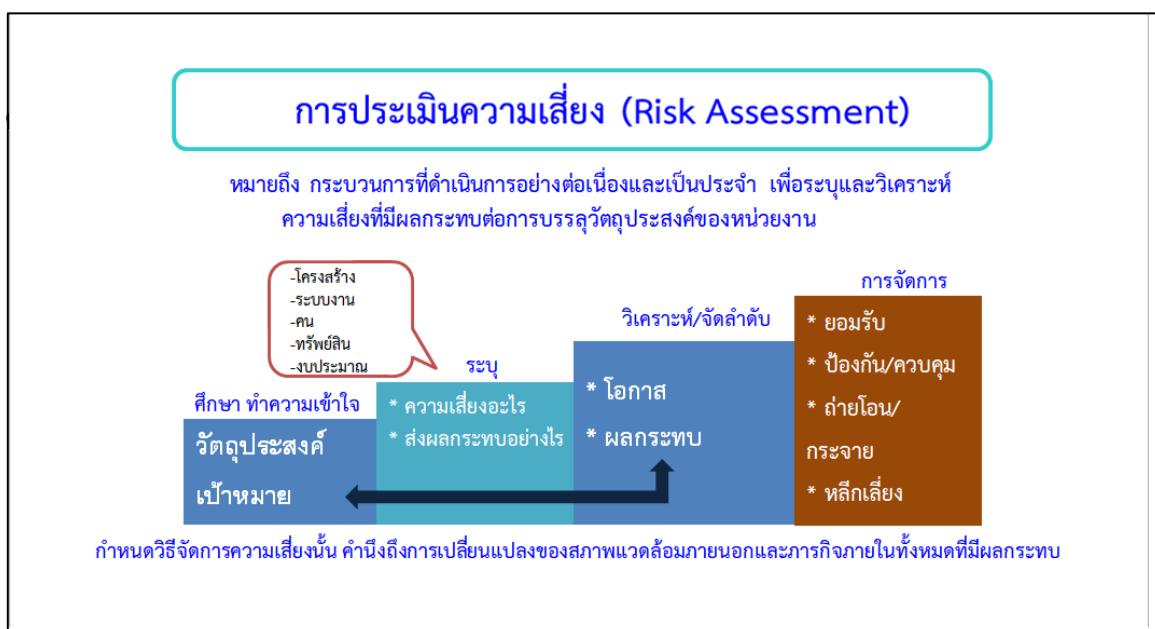 การประเมินความเสี่ยง (Risk Assessment)
หมายถึง กระบวนการที่ดำเนินการอย่างต่อเนื่องและเป็นประจำ เพื่อระบุและวิเคราะห์
ความเสี่ยงที่มีผลกระทบต่อการบรรลุวัตถุประสงค์ของหน่วยงาน
-โครงสร้าง
-ระบบงาน
-คน
-ทรัพย์สิน
-งบประมาณ
ศึกษา ทำความเข้าใจ
วัตถุประสงค์
เป้าหมาย
ระบุ
* ความเสี่ยงอะไร
* ส่งผลกระทบอย่างไร
วิเคราะห์/จัดลำดับ
* โอกาส
* ผลกระทบ
การจัดการ
* ยอมรับ
* ป้องกัน/ควบคุม
* ถ่ายโอน/
กระจาย
* หลีกเลี่ยง
กำหนดวิธีจัดการความเสี่ยงนั้น คำนึงถึงการเปลี่ยนแปลงของสภาพแวดล้อมภายนอกและภารกิจภายในทั้งหมดที่มีผลกระทบ